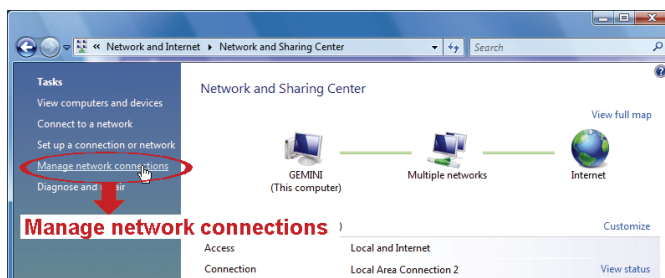 « Network and Internet ▸ Network and Sharing Center
Search
Tasks
View computers and devices
Connect to a network
Set up a connection or network
Manage network connections
Diagnose and
Network and Sharing Center
View full map
GEMINI
(This computer)
Multiple networks
Internet
Manage network connections
)
Customize
Access
Local and Internet
Connection
Local Area Connection 2
View status